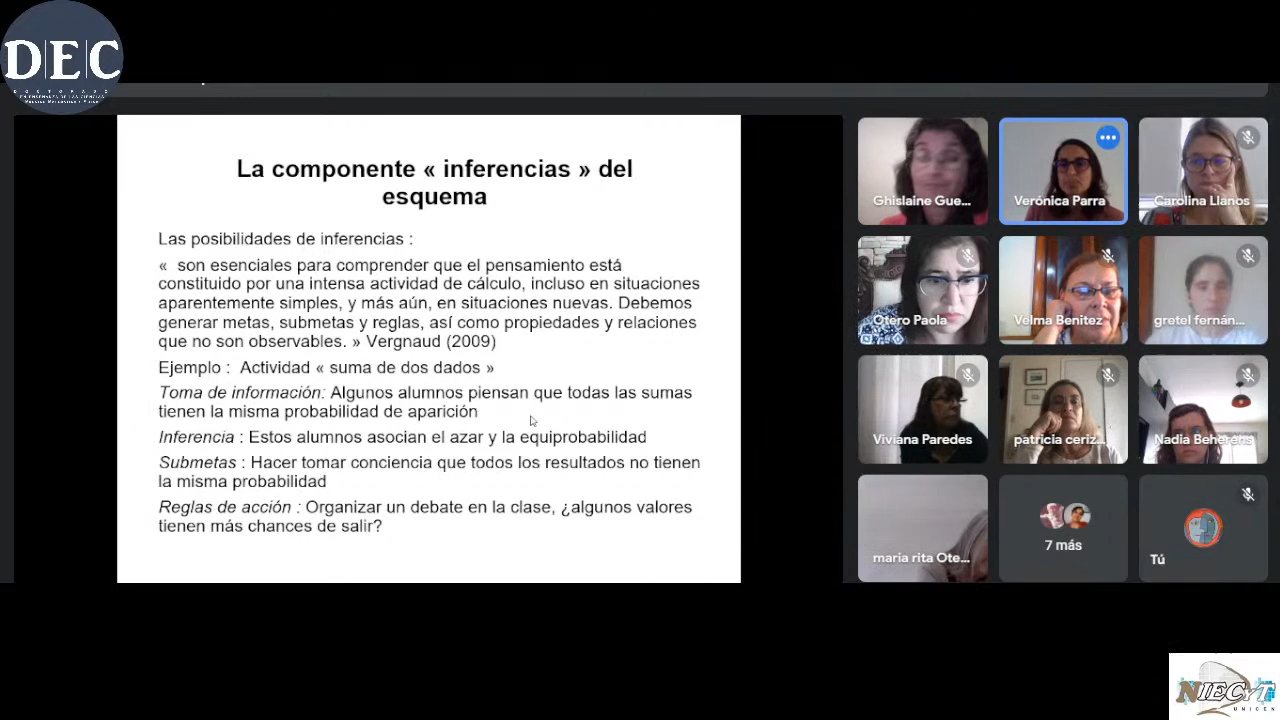 DEC
DOCTORADO
EN ENSEÑANZA DE LAS CIENCIAS
La componente « inferencias » del
esquema
Las posibilidades de inferencias :
«  son esenciales para comprender que el pensamiento está
constituido por una intensa actividad de cálculo, incluso en situaciones
aparentemente simples, y más aún, en situaciones nuevas. Debemos
generar metas, submetas y reglas, así como propiedades y relaciones
que no son observables. » Vergnaud (2009)
Ejemplo :  Actividad « suma de dos dados »
Toma de información: Algunos alumnos piensan que todas las sumas
tienen la misma probabilidad de aparición
Inferencia : Estos alumnos asocian el azar y la equiprobabilidad
Submetas : Hacer tomar conciencia que todos los resultados no tienen
la misma probabilidad
Reglas de acción : Organizar un debate en la clase, ¿algunos valores
tienen más chances de salir?
Ghislaine Gue...
Verónica Parra
Carolina Llanos
Otero Paola
Velma Benitez
gretel fernán...
Viviana Paredes
patricia ceriz...
Nadia Beherens
maria rita Ote...
7 más
Tú
NIECyT
UNICEN